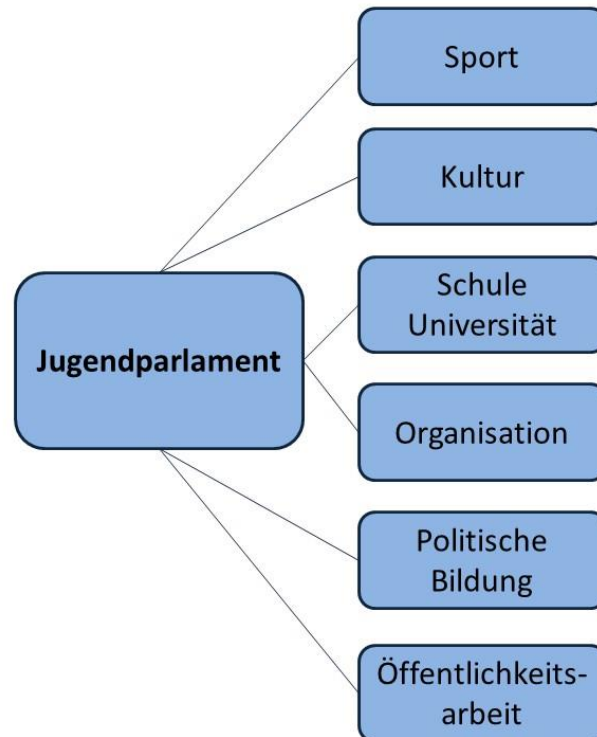 Sport
Kultur
Jugendparlament
Schule
Universität
Organisation
Politische
Bildung
Öffentlichkeits-
arbeit